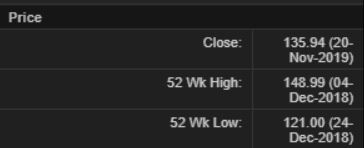 Price
Close: 135.94 (20-
Nov-2019)
52 Wk High: 148.99 (04-
Dec-2018)
52 Wk Low: 121.00 (24-
Dec-2018)